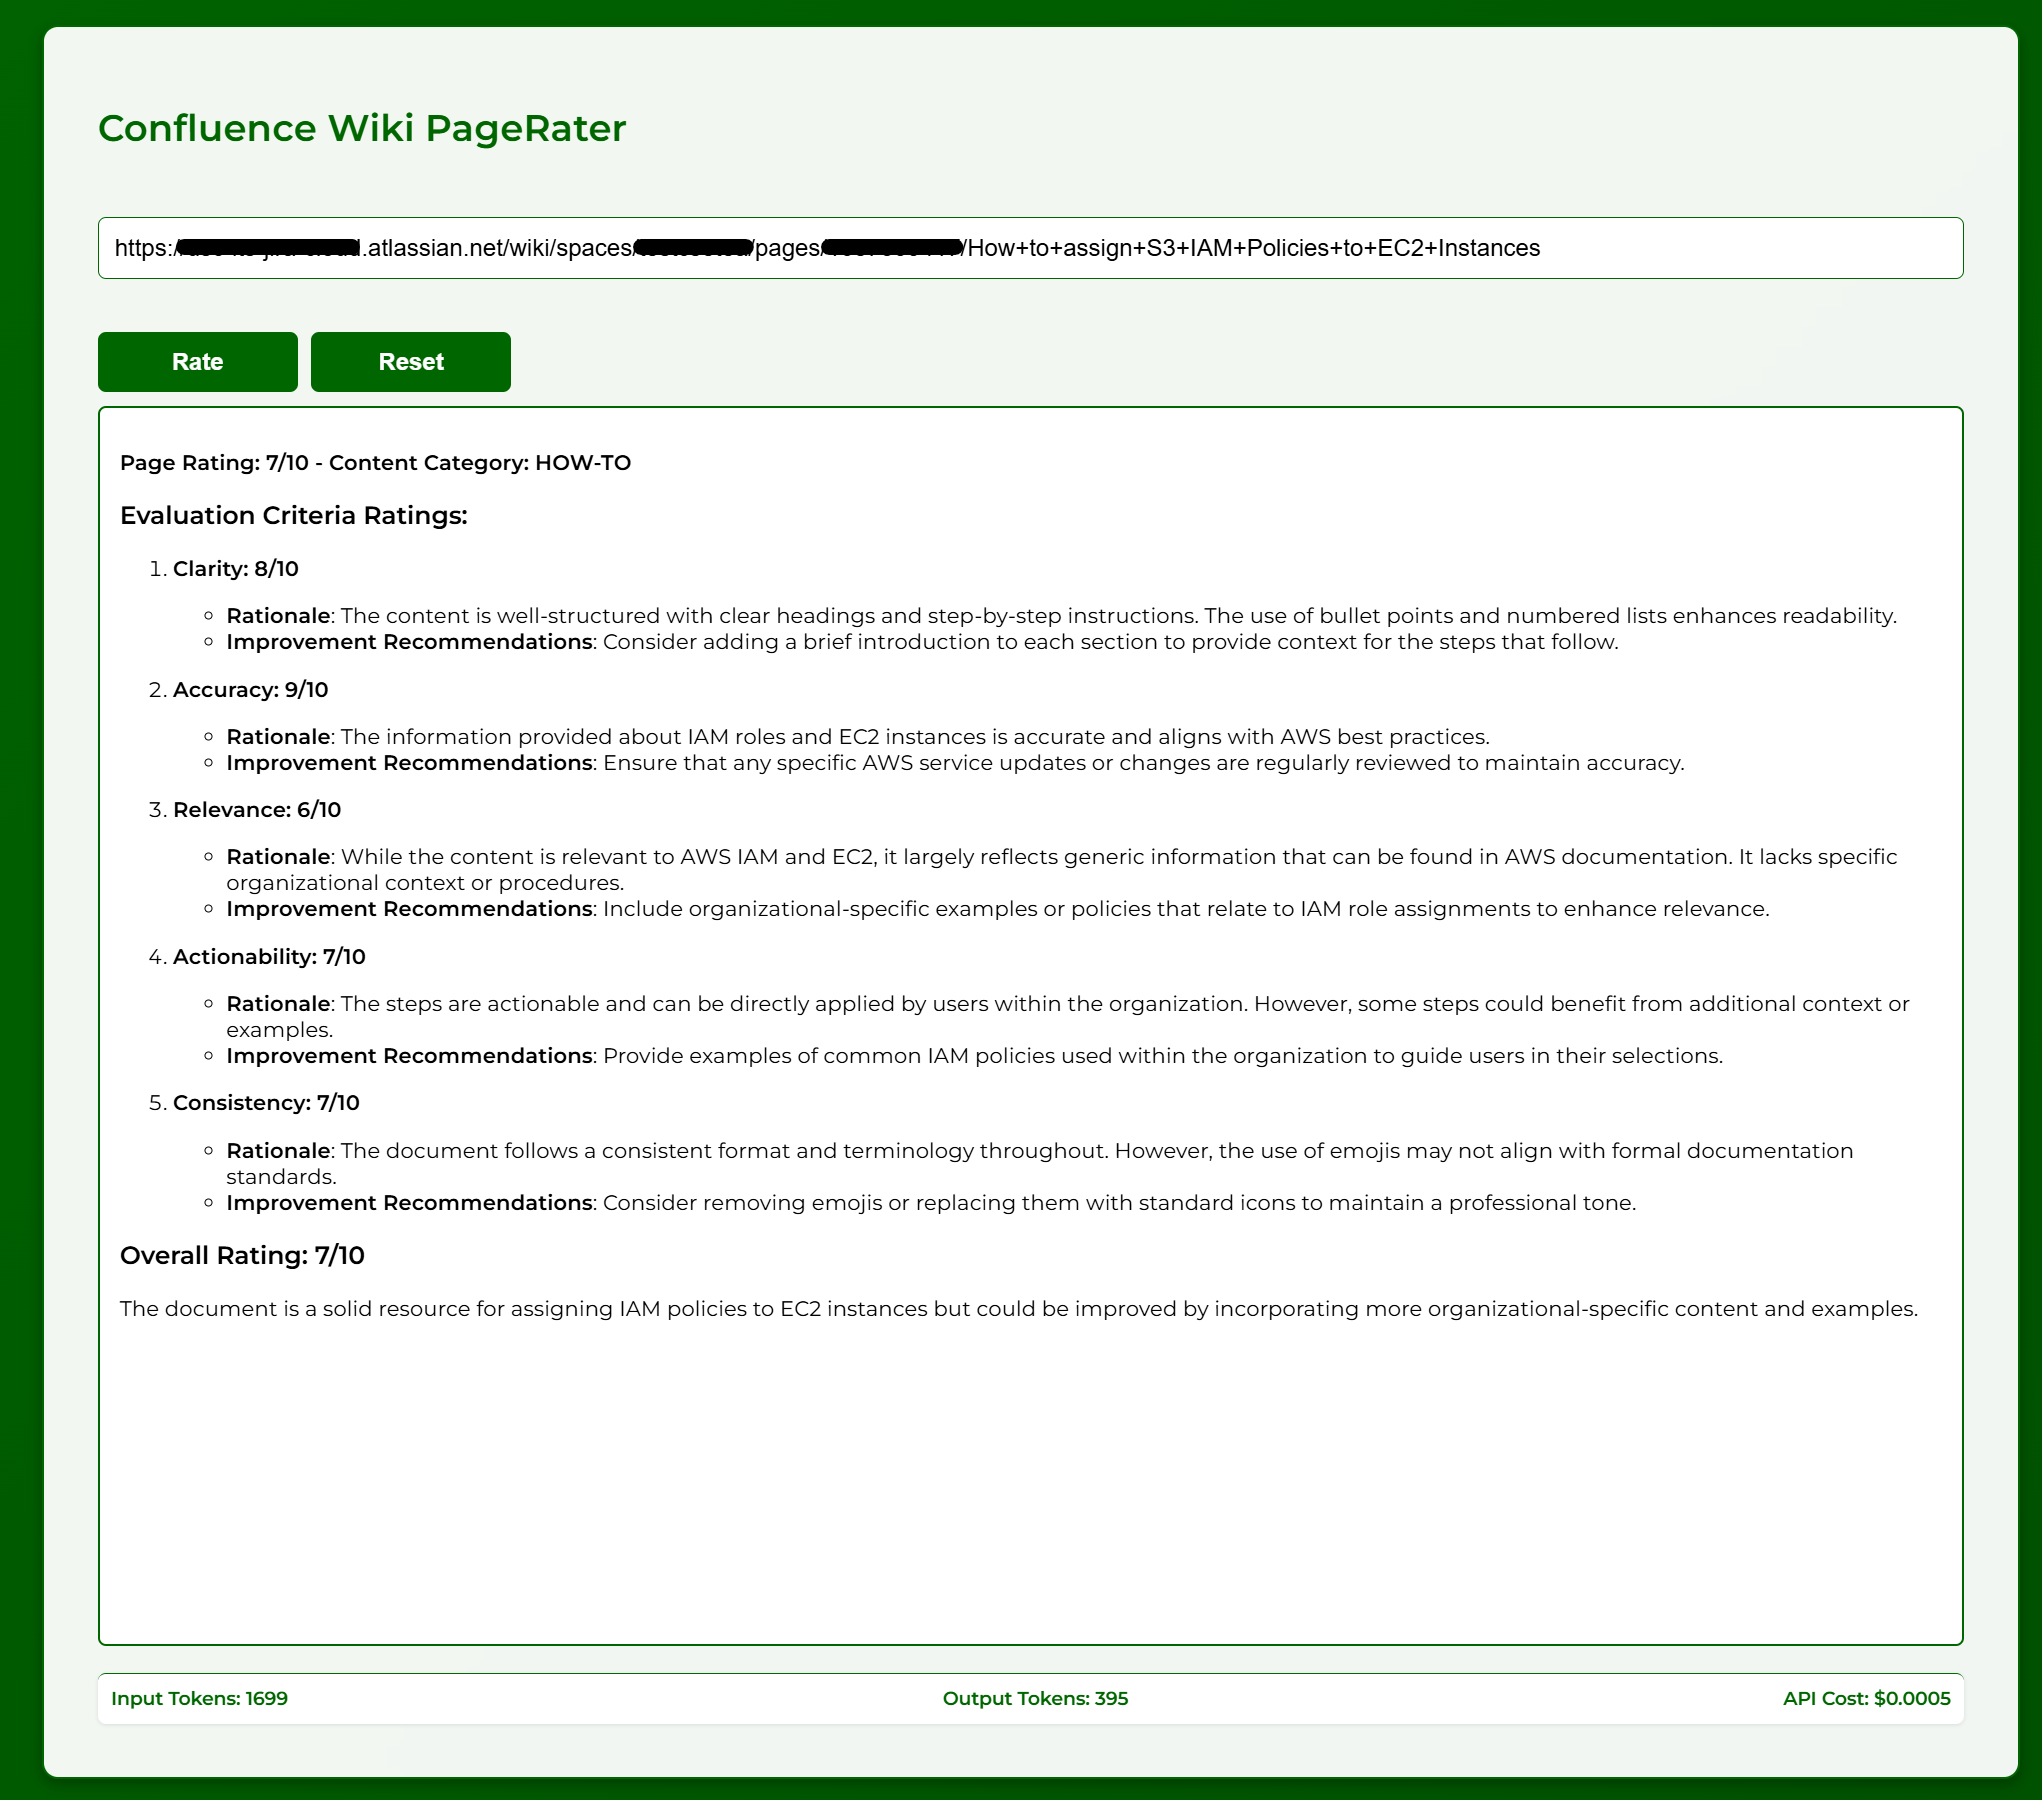 Confluence Wiki PageRater
https:/ .atlassian.net/wiki/spaces/ /pages/ /How+to+assign+S3+IAM+Policies+to+EC2+Instances
Rate Reset
Page Rating: 7/10 - Content Category: HOW-TO
Evaluation Criteria Ratings:
1. Clarity: 8/10
◦ Rationale: The content is well-structured with clear headings and step-by-step instructions. The use of bullet points and numbered lists enhances readability.
◦ Improvement Recommendations: Consider adding a brief introduction to each section to provide context for the steps that follow.
2. Accuracy: 9/10
◦ Rationale: The information provided about IAM roles and EC2 instances is accurate and aligns with AWS best practices.
◦ Improvement Recommendations: Ensure that any specific AWS service updates or changes are regularly reviewed to maintain accuracy.
3. Relevance: 6/10
◦ Rationale: While the content is relevant to AWS IAM and EC2, it largely reflects generic information that can be found in AWS documentation. It lacks specific
organizational context or procedures.
◦ Improvement Recommendations: Include organizational-specific examples or policies that relate to IAM role assignments to enhance relevance.
4. Actionability: 7/10
◦ Rationale: The steps are actionable and can be directly applied by users within the organization. However, some steps could benefit from additional context or
examples.
◦ Improvement Recommendations: Provide examples of common IAM policies used within the organization to guide users in their selections.
5. Consistency: 7/10
◦ Rationale: The document follows a consistent format and terminology throughout. However, the use of emojis may not align with formal documentation
standards.
◦ Improvement Recommendations: Consider removing emojis or replacing them with standard icons to maintain a professional tone.
Overall Rating: 7/10
The document is a solid resource for assigning IAM policies to EC2 instances but could be improved by incorporating more organizational-specific content and examples.
Input Tokens: 1699 Output Tokens: 395 API Cost: $0.0005